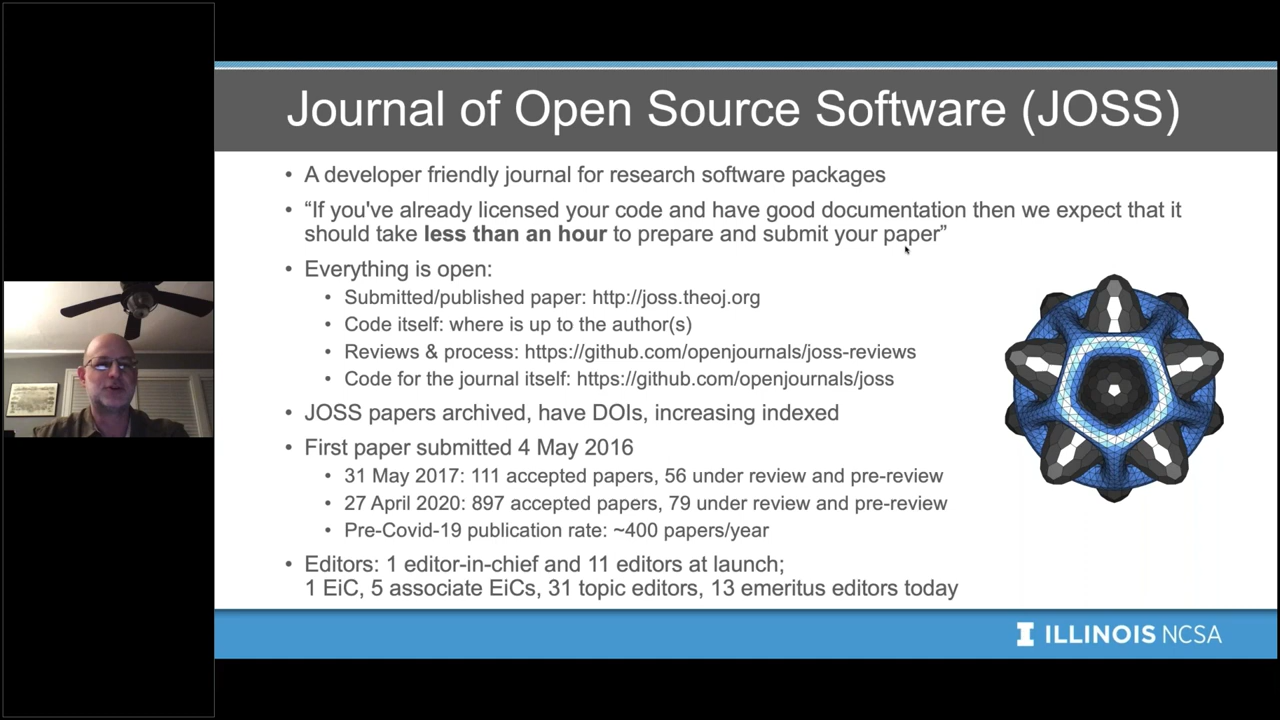 Journal of Open Source Software (JOSS)
• A developer friendly journal for research software packages
• “If you've already licensed your code and have good documentation then we expect that it
should take less than an hour to prepare and submit your paper”
• Everything is open:
• Submitted/published paper: http://joss.theoj.org
• Code itself: where is up to the author(s)
• Reviews & process: https://github.com/openjournals/joss-reviews
• Code for the journal itself: https://github.com/openjournals/joss
• JOSS papers archived, have DOIs, increasing indexed
• First paper submitted 4 May 2016
• 31 May 2017: 111 accepted papers, 56 under review and pre-review
• 27 April 2020: 897 accepted papers, 79 under review and pre-review
• Pre-Covid-19 publication rate: ~400 papers/year
• Editors: 1 editor-in-chief and 11 editors at launch;
1 EiC, 5 associate EiCs, 31 topic editors, 13 emeritus editors today
I ILLINOIS NCSA